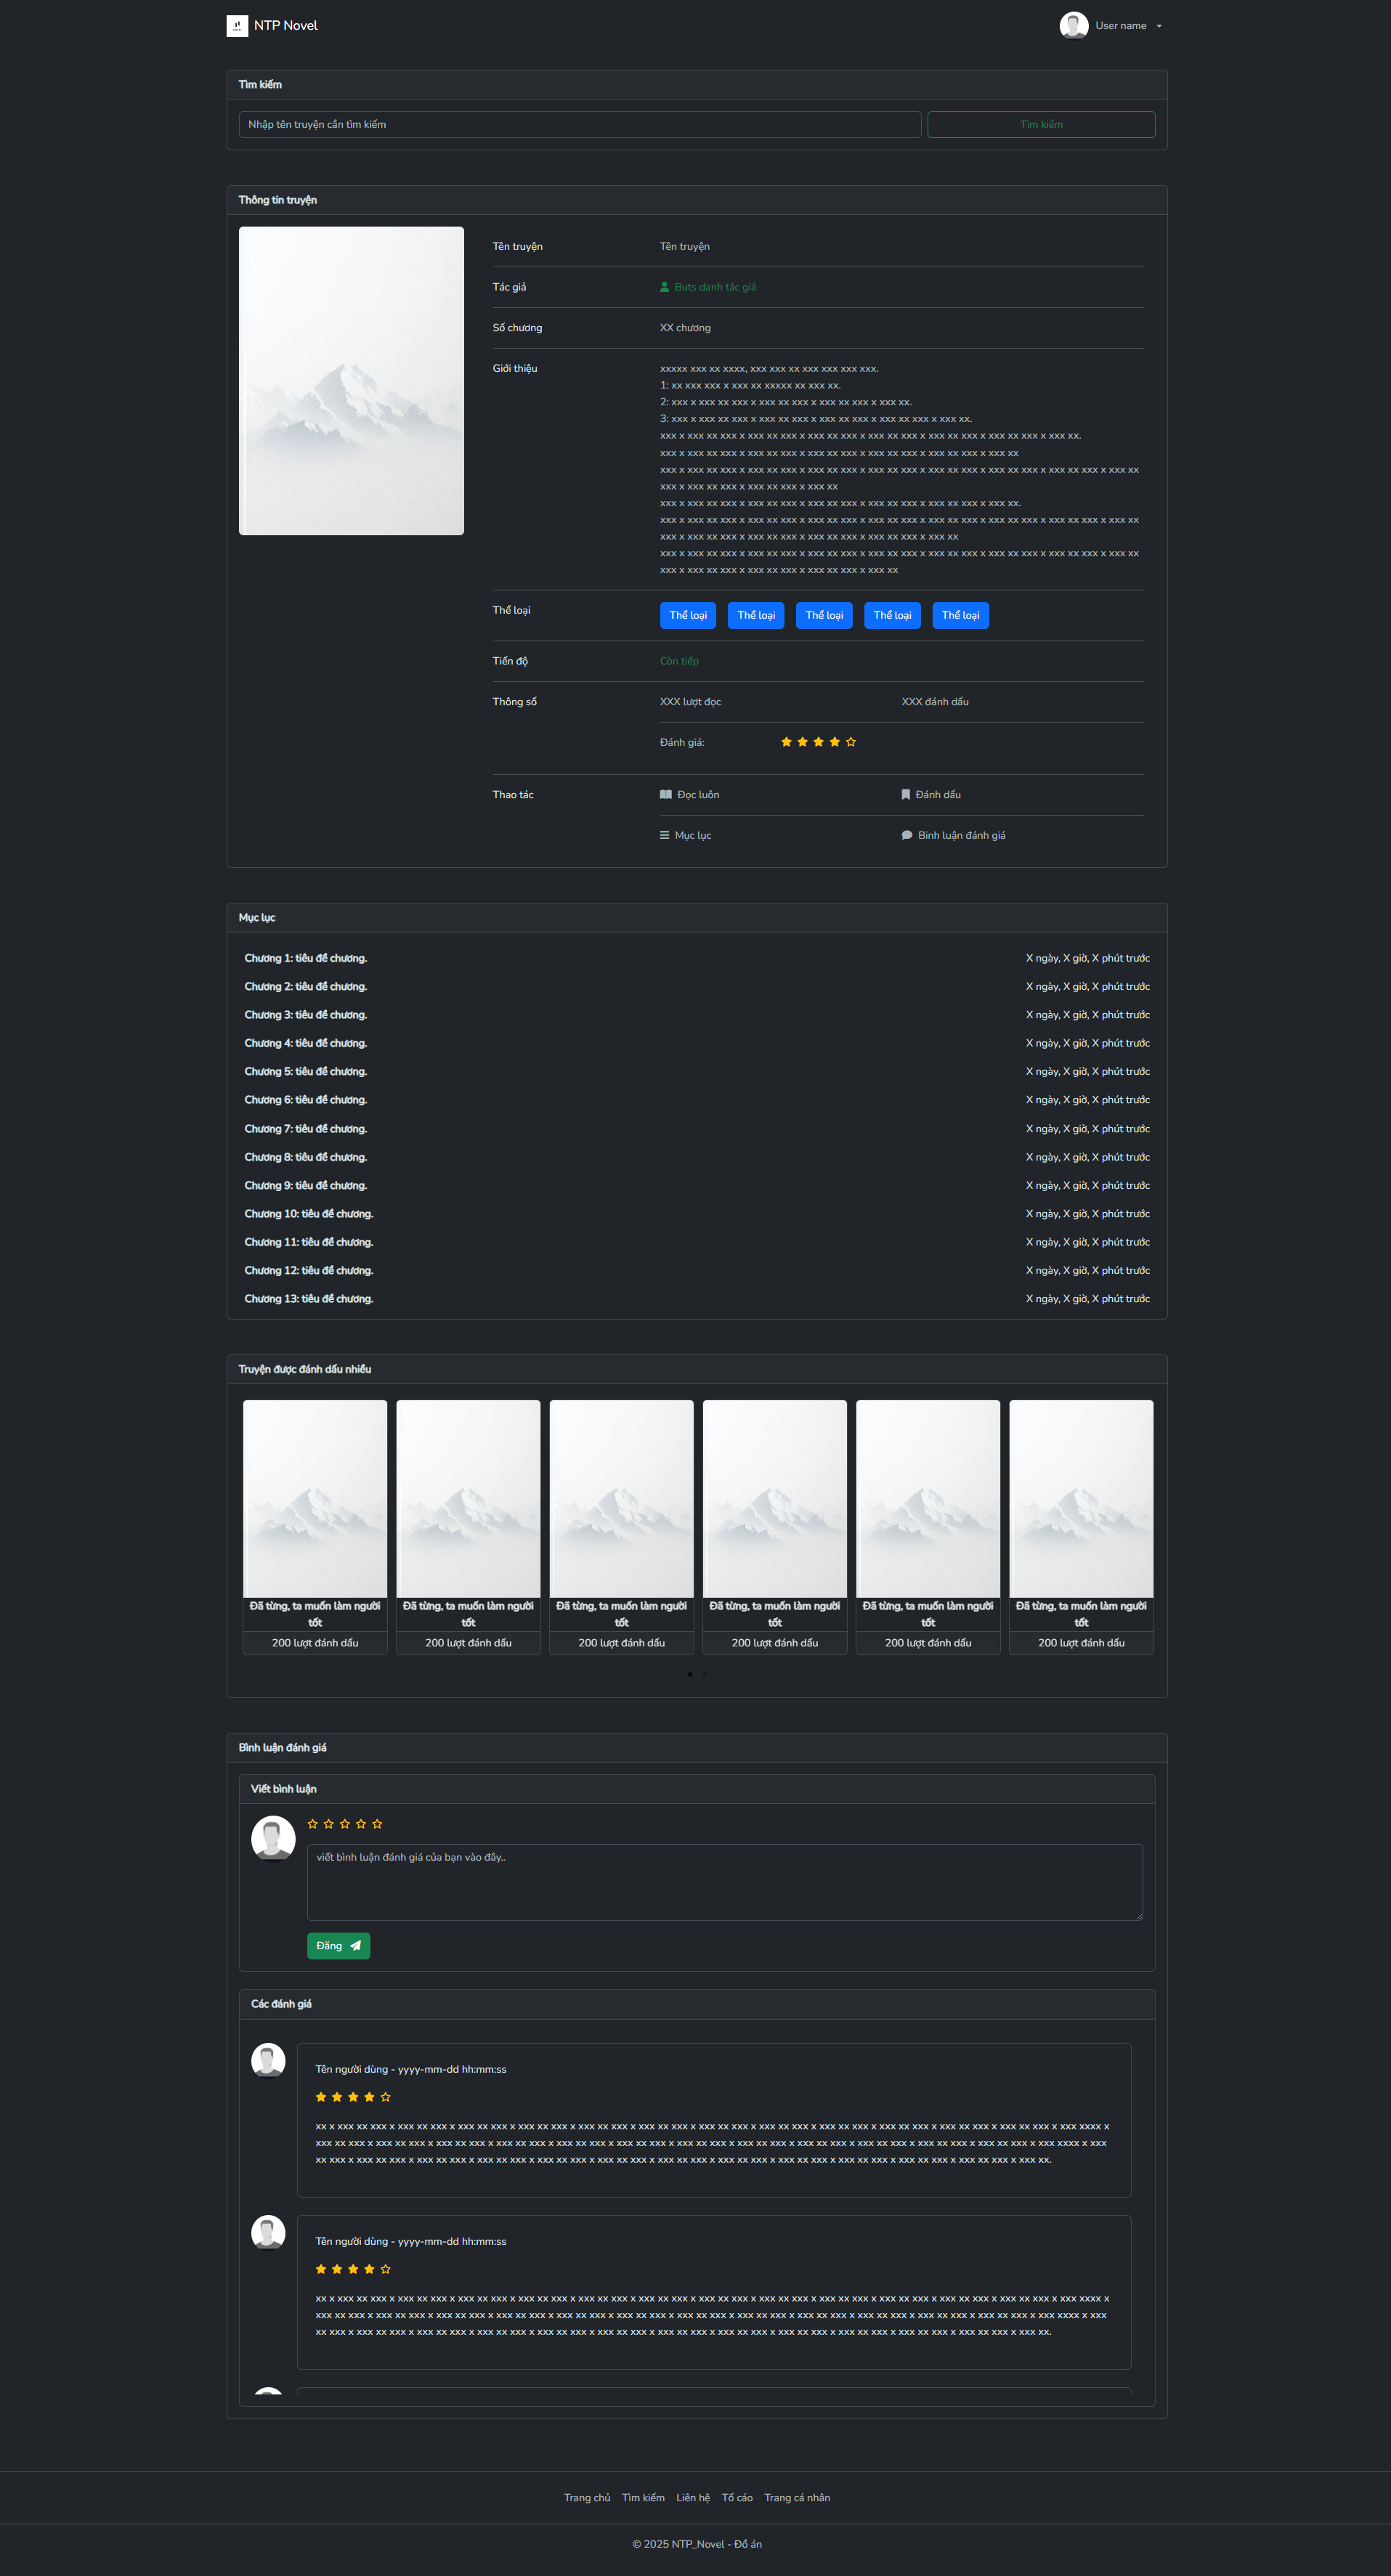 NTP Novel
User name
Tìm kiếm
Nhập tên truyện cần tìm kiếm
Tìm kiếm
Thông tin truyện
Tên truyện
Tên truyện
Tác giả
Buts danh tác giả
Số chương
XX chương
Giới thiệu
xxxxx xxx xx xxxx, xxx xxx xx xxx xxx xxx xxx.
1: xx xxx xxx x xxx xx xxxxx xx xxx xx.
2: xxx x xxx xx xxx x xxx xx xxx x xxx xx xxx x xxx xx.
3: xxx x xxx xx xxx x xxx xx xxx x xxx xx xxx x xxx xx xxx x xxx xx.
xxx x xxx xx xxx x xxx xx xxx x xxx xx xxx x xxx xx xxx x xxx xx xxx x xxx xx xxx x xxx xx.
xxx x xxx xx xxx x xxx xx xxx x xxx xx xxx x xxx xx xxx x xxx xx xxx x xxx xx
xxx x xxx xx xxx x xxx xx xxx x xxx xx xxx x xxx xx xxx x xxx xx xxx x xxx xx xxx x xxx xx xxx x xxx xx
xxx x xxx xx xxx x xxx xx xxx x xxx xx
xxx x xxx xx xxx x xxx xx xxx x xxx xx xxx x xxx xx xxx x xxx xx xxx x xxx xx.
xxx x xxx xx xxx x xxx xx xxx x xxx xx xxx x xxx xx xxx x xxx xx xxx x xxx xx xxx x xxx xx xxx x xxx xx
xxx x xxx xx xxx x xxx xx xxx x xxx xx xxx x xxx xx xxx x xxx xx
xxx x xxx xx xxx x xxx xx xxx x xxx xx xxx x xxx xx xxx x xxx xx xxx x xxx xx xxx x xxx xx xxx x xxx xx
xxx x xxx xx xxx x xxx xx xxx x xxx xx xxx x xxx xx
Thể loại
Thể loại Thể loại Thể loại Thể loại Thể loại
Tiến độ
Còn tiếp
Thông số
XXX lượt đọc
XXX đánh dấu
Đánh giá:
Thao tác
Đọc luôn
Đánh dấu
Mục lục
Bình luận đánh giá
Mục lục
Chương 1: tiêu đề chương. X ngày, X giờ, X phút trước
Chương 2: tiêu đề chương. X ngày, X giờ, X phút trước
Chương 3: tiêu đề chương. X ngày, X giờ, X phút trước
Chương 4: tiêu đề chương. X ngày, X giờ, X phút trước
Chương 5: tiêu đề chương. X ngày, X giờ, X phút trước
Chương 6: tiêu đề chương. X ngày, X giờ, X phút trước
Chương 7: tiêu đề chương. X ngày, X giờ, X phút trước
Chương 8: tiêu đề chương. X ngày, X giờ, X phút trước
Chương 9: tiêu đề chương. X ngày, X giờ, X phút trước
Chương 10: tiêu đề chương. X ngày, X giờ, X phút trước
Chương 11: tiêu đề chương. X ngày, X giờ, X phút trước
Chương 12: tiêu đề chương. X ngày, X giờ, X phút trước
Chương 13: tiêu đề chương. X ngày, X giờ, X phút trước
Truyện được đánh dấu nhiều
Đã từng, ta muốn làm người
tốt
200 lượt đánh dấu
Đã từng, ta muốn làm người
tốt
200 lượt đánh dấu
Đã từng, ta muốn làm người
tốt
200 lượt đánh dấu
Đã từng, ta muốn làm người
tốt
200 lượt đánh dấu
Đã từng, ta muốn làm người
tốt
200 lượt đánh dấu
Đã từng, ta muốn làm người
tốt
200 lượt đánh dấu
Bình luận đánh giá
Viết bình luận
viết bình luận đánh giá của bạn vào đây..
Đăng
Các đánh giá
Tên người dùng - yyyy-mm-dd hh:mm:ss
xx x xxx xx xxx x xxx xx xxx x xxx xx xxx x xxx xx xxx x xxx xx xxx x xxx xx xxx x xxx xx xxx x xxx xx xxx x xxx xx xxx x xxx xx xxx x xxx xx xxx x xxx xx xxx x xxx xxxx x
xxx xx xxx x xxx xx xxx x xxx xx xxx x xxx xx xxx x xxx xx xxx x xxx xx xxx x xxx xx xxx x xxx xx xxx x xxx xx xxx x xxx xx xxx x xxx xx xxx x xxx xx xxx x xxx xxxx x xxx
xx xxx x xxx xx xxx x xxx xx xxx x xxx xx xxx x xxx xx xxx x xxx xx xxx x xxx xx xxx x xxx xx xxx x xxx xx xxx x xxx xx xxx x xxx xx xxx x xxx xx xxx x xxx xx.
Tên người dùng - yyyy-mm-dd hh:mm:ss
xx x xxx xx xxx x xxx xx xxx x xxx xx xxx x xxx xx xxx x xxx xx xxx x xxx xx xxx x xxx xx xxx x xxx xx xxx x xxx xx xxx x xxx xx xxx x xxx xx xxx x xxx xx xxx x xxx xxxx x
xxx xx xxx x xxx xx xxx x xxx xx xxx x xxx xx xxx x xxx xx xxx x xxx xx xxx x xxx xx xxx x xxx xx xxx x xxx xx xxx x xxx xx xxx x xxx xx xxx x xxx xx xxx x xxx xxxx x xxx
xx xxx x xxx xx xxx x xxx xx xxx x xxx xx xxx x xxx xx xxx x xxx xx xxx x xxx xx xxx x xxx xx xxx x xxx xx xxx x xxx xx xxx x xxx xx xxx x xxx xx xxx x xxx xx.
Trang chủ Tìm kiếm Liên hệ Tố cáo Trang cá nhân
© 2025 NTP_Novel - Đồ án